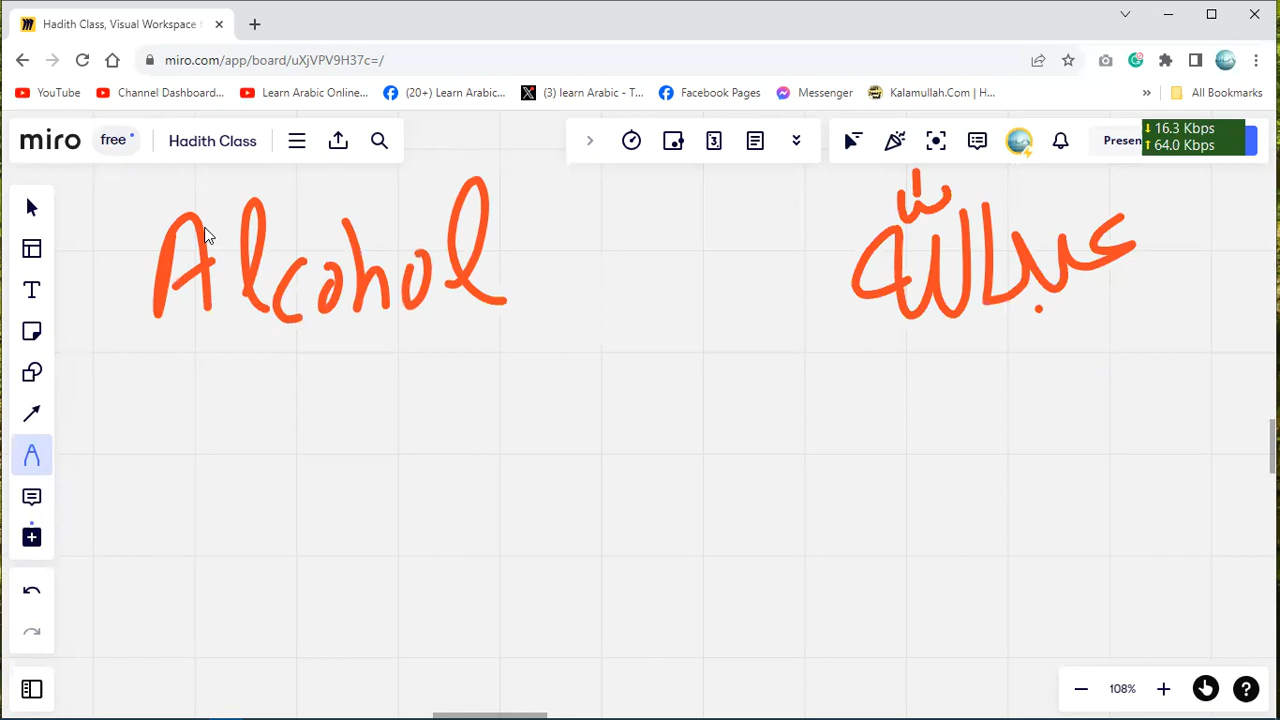 Hadith Class, Visual Workspace f
miro.com/app/board/uXjVPV9H37c=/
YouTube Channel Dashboard... Learn Arabic Online... (20+) Learn Arabic... (3) learn Arabic - T... Facebook Pages Messenger Kalamullah.Com | H... » All Bookmarks
miro free Hadith Class 3 Presen
16.3 Kbps
64.0 Kbps
Alcohol عبدالله
108%